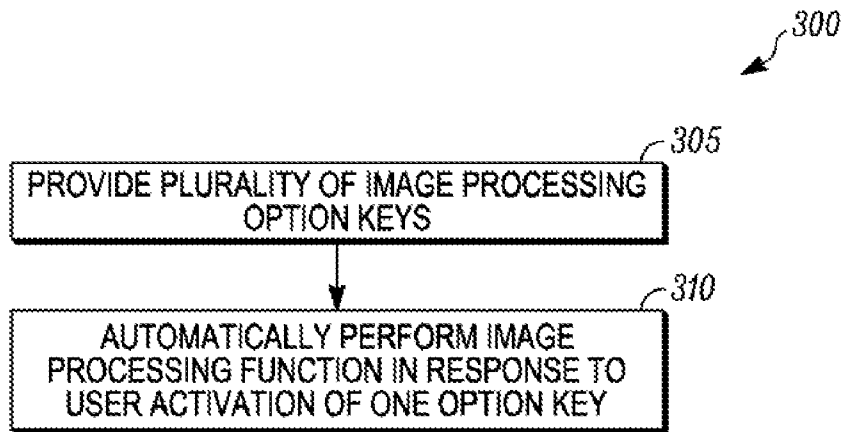 300
305
PROVIDE PLURALITY OF IMAGE PROCESSING
OPTION KEYS
310
AUTOMATICALLY PERFORM IMAGE
PROCESSING FUNCTION IN RESPONSE TO
USER ACTIVATION OF ONE OPTION KEY